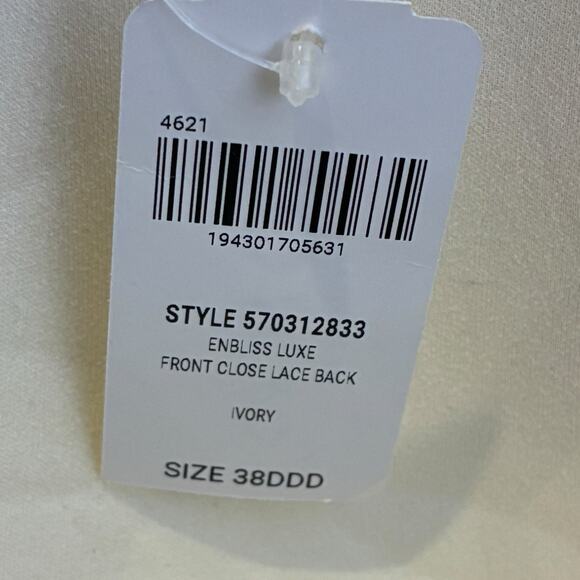 4621
194301705631
STYLE 570312833
ENBLISS LUXE
FRONT CLOSE LACE BACK
IVORY
SIZE 38DDD